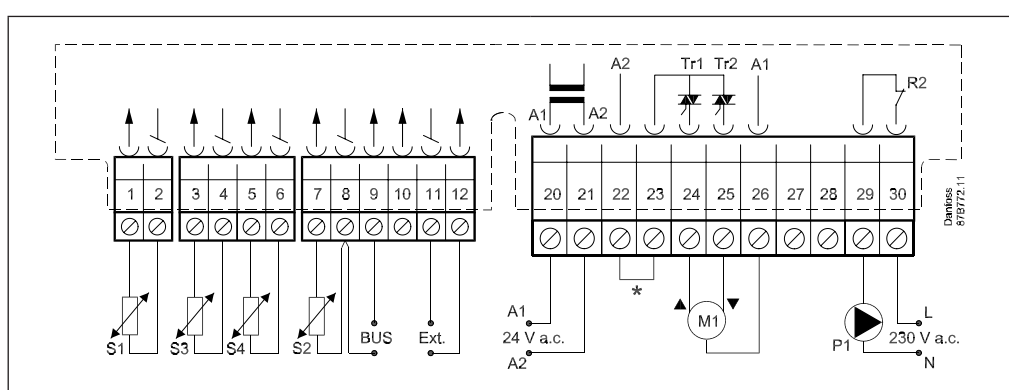 A2 Tr1 Tr2 A1
R2
A1 A2
1 2 3 4 5 6 7 8 9 10 11 12
20 21 22 23 24 25 26 27 28 29 30
Danfoss
87B772.11
*
S1 S3 S4 S2 BUS Ext.
A1
24 V a.c.
A2
M1
P1
L
230 V a.c.
N